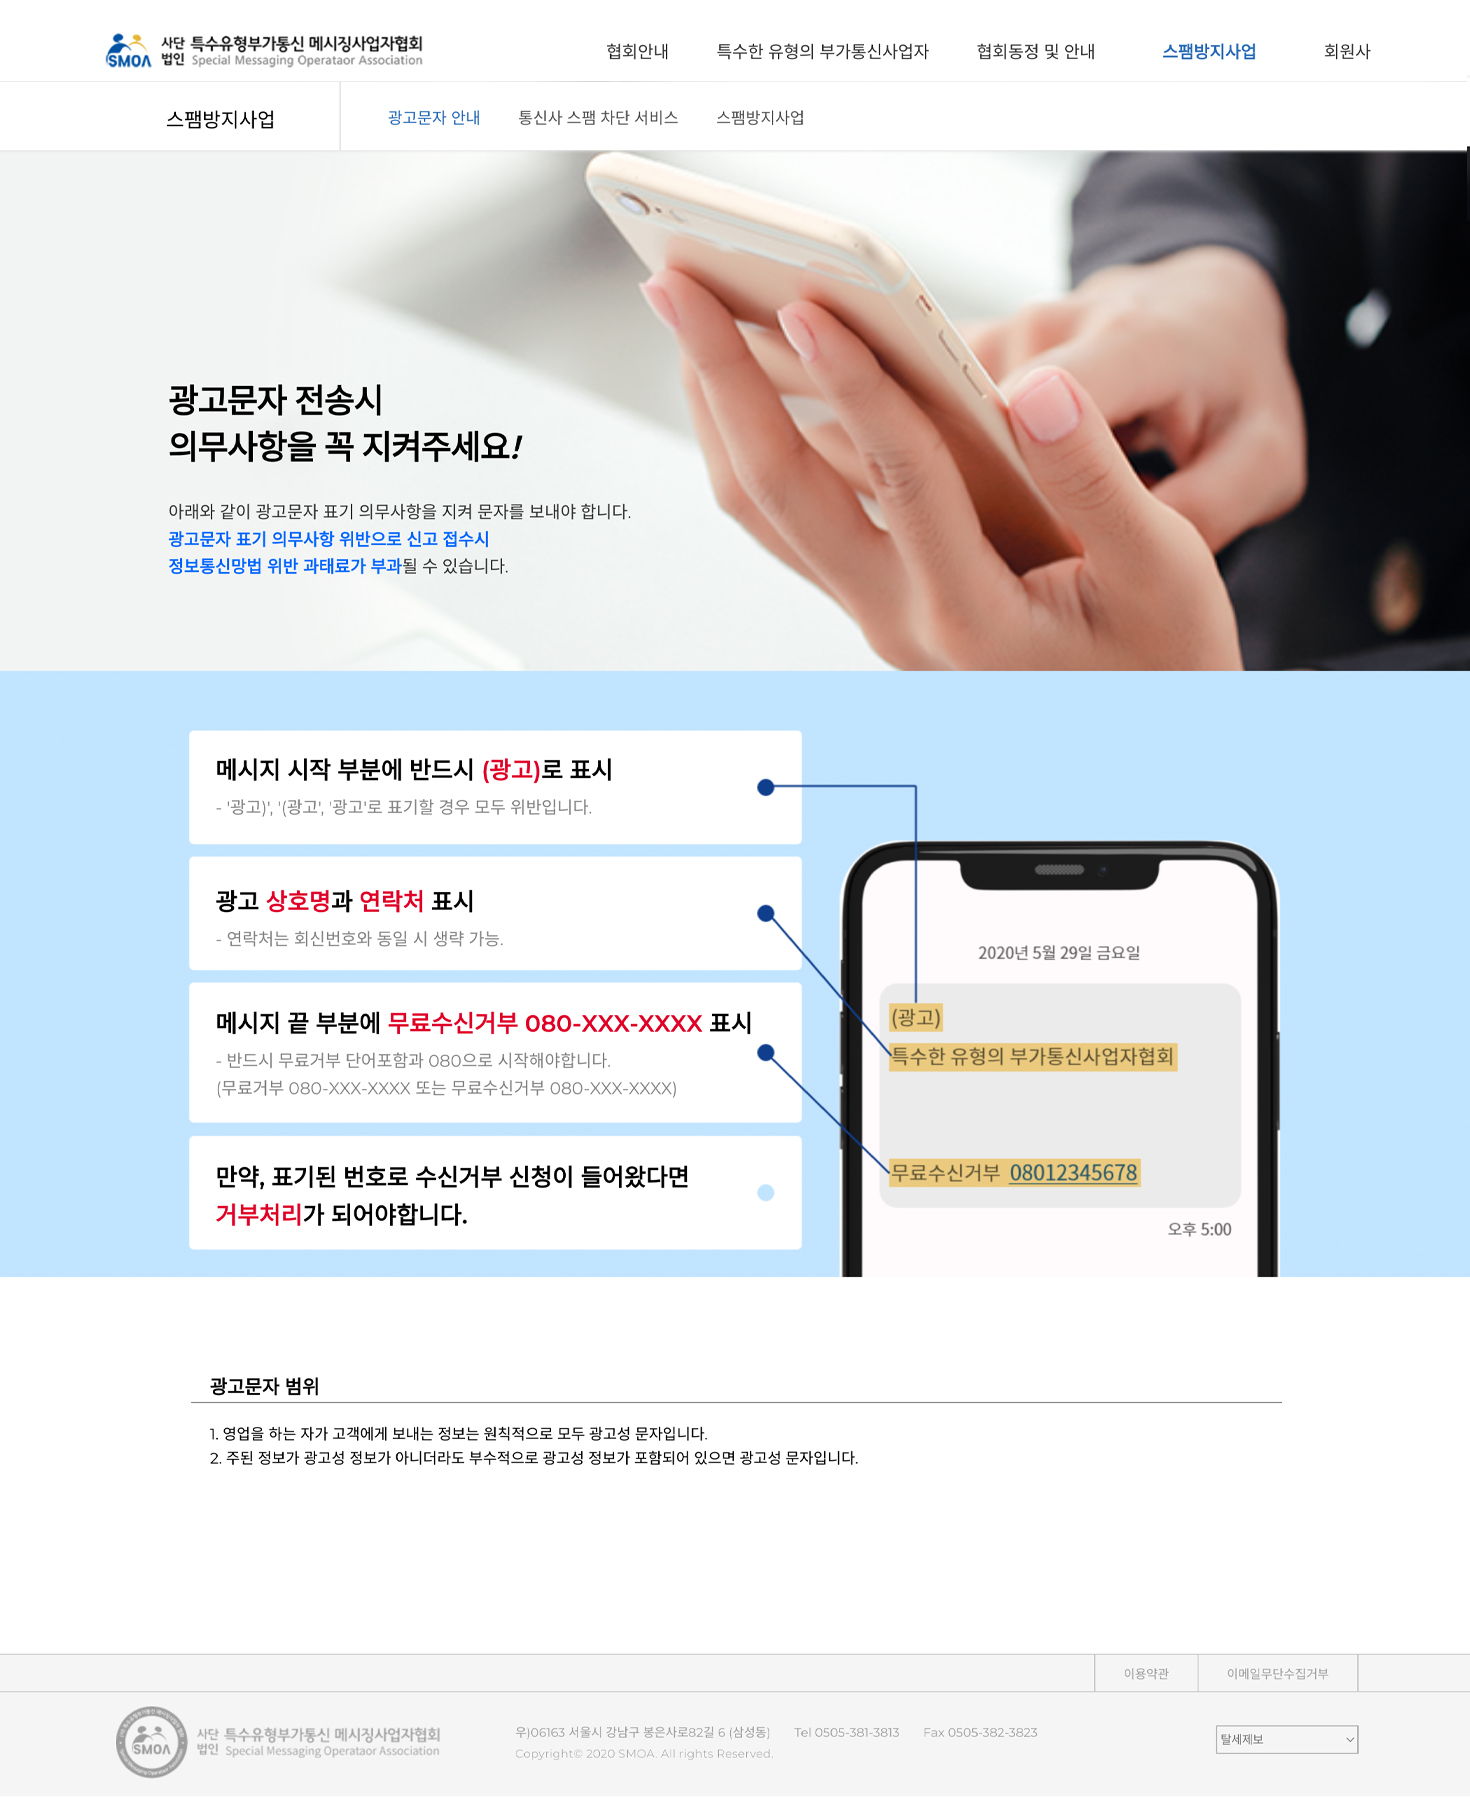 SMOA 사단법인 특수유형부가통신 메시징사업자협회
Special Messaging Operataor Association
협회안내 특수한 유형의 부가통신사업자 협회동정 및 안내 스팸방지사업 회원사
스팸방지사업 광고문자 안내 통신사 스팸 차단 서비스 스팸방지사업
광고문자 전송시
의무사항을 꼭 지켜주세요!
아래와 같이 광고문자 표기 의무사항을 지켜 문자를 보내야 합니다.
광고문자 표기 의무사항 위반으로 신고 접수시
정보통신망법 위반 과태료가 부과될 수 있습니다.
메시지 시작 부분에 반드시 (광고)로 표시
- '광고)', '(광고', '광고'로 표기할 경우 모두 위반입니다.
광고 상호명과 연락처 표시
- 연락처는 회신번호와 동일 시 생략 가능.
메시지 끝 부분에 무료수신거부 080-XXX-XXXX 표시
- 반드시 무료거부 단어포함과 080으로 시작해야합니다.
(무료거부 080-XXX-XXXX 또는 무료수신거부 080-XXX-XXXX)
만약, 표기된 번호로 수신거부 신청이 들어왔다면
거부처리가 되어야합니다.
2020년 5월 29일 금요일
(광고)
특수한 유형의 부가통신사업자협회
무료수신거부 08012345678
오후 5:00
광고문자 범위
1. 영업을 하는 자가 고객에게 보내는 정보는 원칙적으로 모두 광고성 문자입니다.
2. 주된 정보가 광고성 정보가 아니더라도 부수적으로 광고성 정보가 포함되어 있으면 광고성 문자입니다.
이용약관 이메일무단수집거부
SMOA 사단법인 특수유형부가통신 메시징사업자협회
Special Messaging Operataor Association
우)06163 서울시 강남구 봉은사로82길 6 (삼성동) Tel 0505-381-3813 Fax 0505-382-3823
Copyright© 2020 SMOA. All rights Reserved.
탈세제보